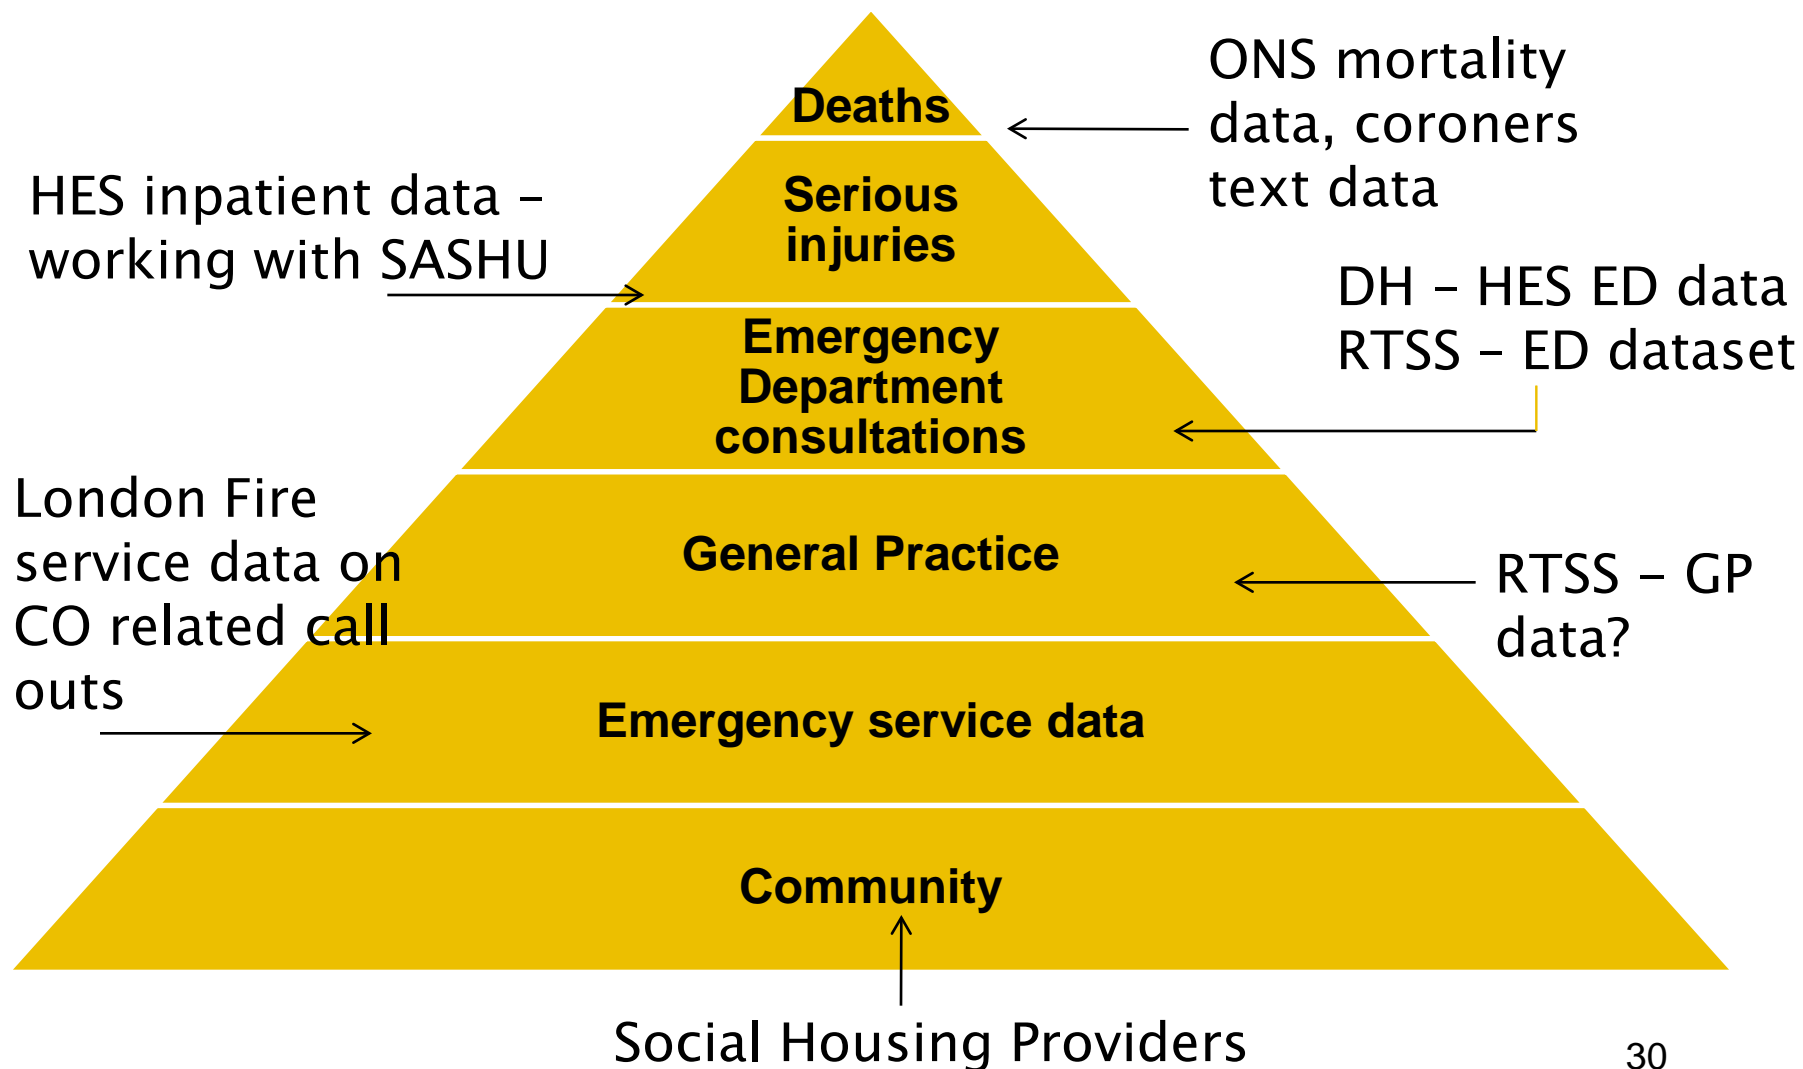 Deaths
ONS mortality
data, coroners
text data
HES inpatient data –
working with SASHU
Serious
injuries
DH – HES ED data
RTSS – ED dataset
Emergency
Department
consultations
London Fire
service data on
CO related call
outs
General Practice
RTSS – GP
data?
Emergency service data
Community
Social Housing Providers
30